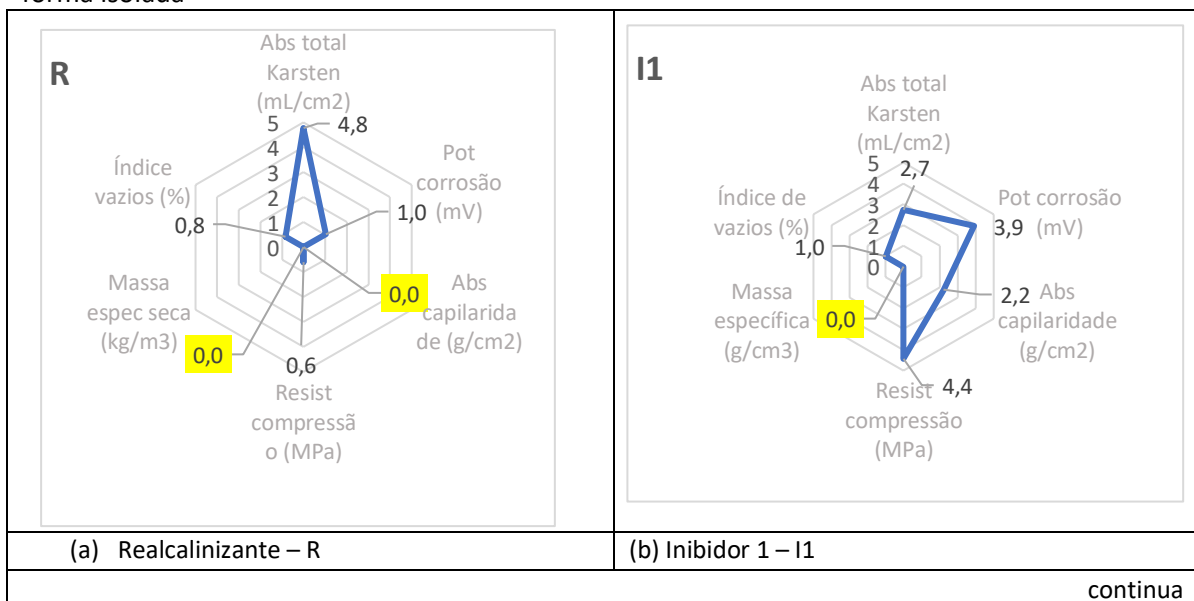 forma isolada
R
Abs total
Karsten
(mL/cm2)
5
4
3
2
1
0
4,8
Pot
corrosão
(mV)
1,0
Abs
capilarida
de (g/cm2)
0,0
Resist
compressã
o (MPa)
0,6
Massa
espec seca
(kg/m3)
0,0
Índice
vazios (%)
0,8
(a) Realcalinizante – R
I1
Abs total
Karsten
(mL/cm2)
5
4
3
2
1
0
2,7
Pot corrosão
(mV)
3,9
Abs
capilaridade
(g/cm2)
2,2
Resist
compressão
(MPa)
4,4
Massa
específica
(g/cm3)
0,0
Índice de
vazios (%)
1,0
(b) Inibidor 1 – I1
continua